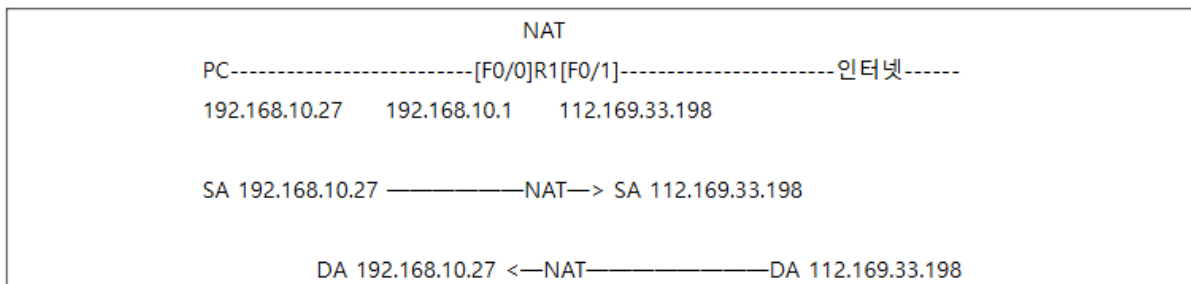 NAT
PC--------------------------[F0/0]R1[F0/1]-----------------------인터넷------
192.168.10.27 192.168.10.1 112.169.33.198
SA 192.168.10.27 ——————NAT—> SA 112.169.33.198
DA 192.168.10.27 <—NAT————————DA 112.169.33.198